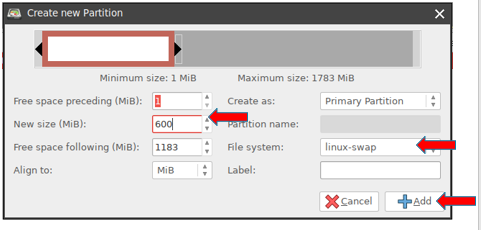 Create new Partition
Minimum size: 1 MiB Maximum size: 1783 MiB
Free space preceding (MiB): 1 Create as: Primary Partition
New size (MiB): 600 Partition name:
Free space following (MiB): 1183 File system: linux-swap
Align to: MiB Label:
Cancel Add